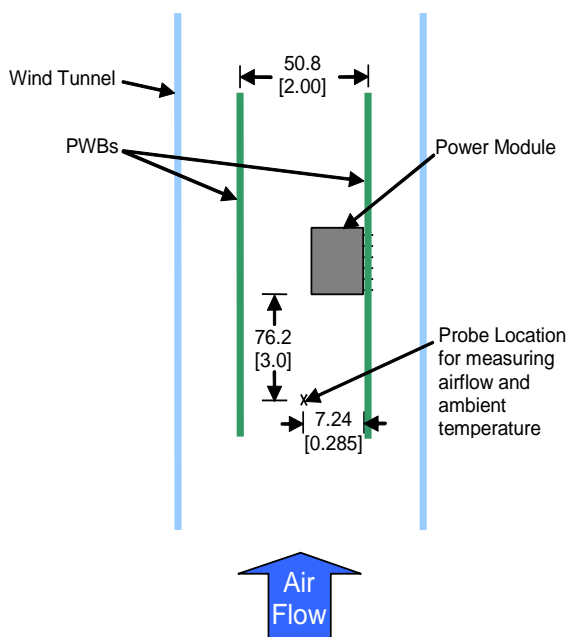 50.8
[2.00]
Wind Tunnel
PWBs
Power Module
76.2
[3.0]
Probe Location
for measuring
airflow and
ambient
temperature
x
7.24
[0.285]
Air
Flow